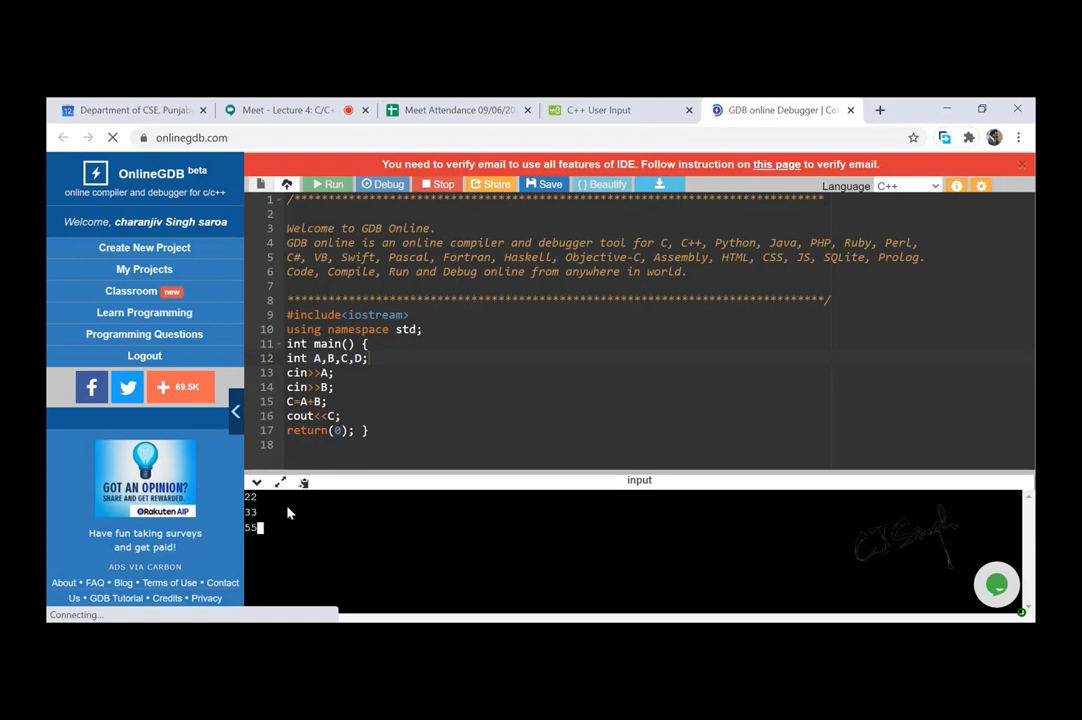 Department of CSE, Punjab
Meet - Lecture 4: C/C+
Meet Attendance 09/06/20
C++ User Input
GDB online Debugger | Co
onlinegdb.com
OnlineGDB beta
online compiler and debugger for c/c++
Welcome, charanjiv Singh saroa
Create New Project
My Projects
Classroom new
Learn Programming
Programming Questions
Logout
69.5K
GOT AN OPINION?
SHARE AND GET REWARDED.
Rakuten AIP
Have fun taking surveys
and get paid!
ADS VIA CARBON
About • FAQ • Blog • Terms of Use • Contact
Us • GDB Tutorial • Credits • Privacy
Connecting...
You need to verify email to use all features of IDE. Follow instruction on this page to verify email.
Run Debug Stop Share Save { } Beautify Language C++
1 /******************************************************************************
2
3 Welcome to GDB Online.
4 GDB online is an online compiler and debugger tool for C, C++, Python, Java, PHP, Ruby, Perl,
5 C#, VB, Swift, Pascal, Fortran, Haskell, Objective-C, Assembly, HTML, CSS, JS, SQLite, Prolog.
6 Code, Compile, Run and Debug online from anywhere in world.
7
8 *******************************************************************************/
9 #include<iostream>
10 using namespace std;
11 int main() {
12 int A,B,C,D;
13 cin>>A;
14 cin>>B;
15 C=A+B;
16 cout<<C;
17 return(0); }
18
input
22
33
55
CJ Singh